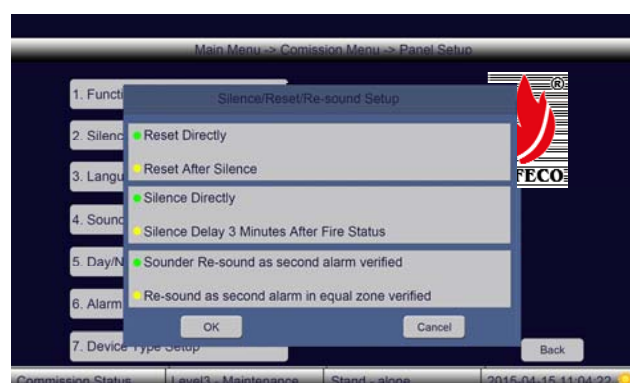 Main Menu -> Comission Menu -> Panel Setup
1. Functi
Silence/Reset/Re-sound Setup
®
2. Silenc
Reset Directly
Reset After Silence
3. Langu
FECO
Silence Directly
4. Sound
Silence Delay 3 Minutes After Fire Status
5. Day/N
Sounder Re-sound as second alarm verified
6. Alarm
Re-sound as second alarm in equal zone verified
OK
Cancel
7. Device Type Setup
Back
Commission Status
Level3 - Maintenance
Stand - alone
2015-04-15 11:04:22